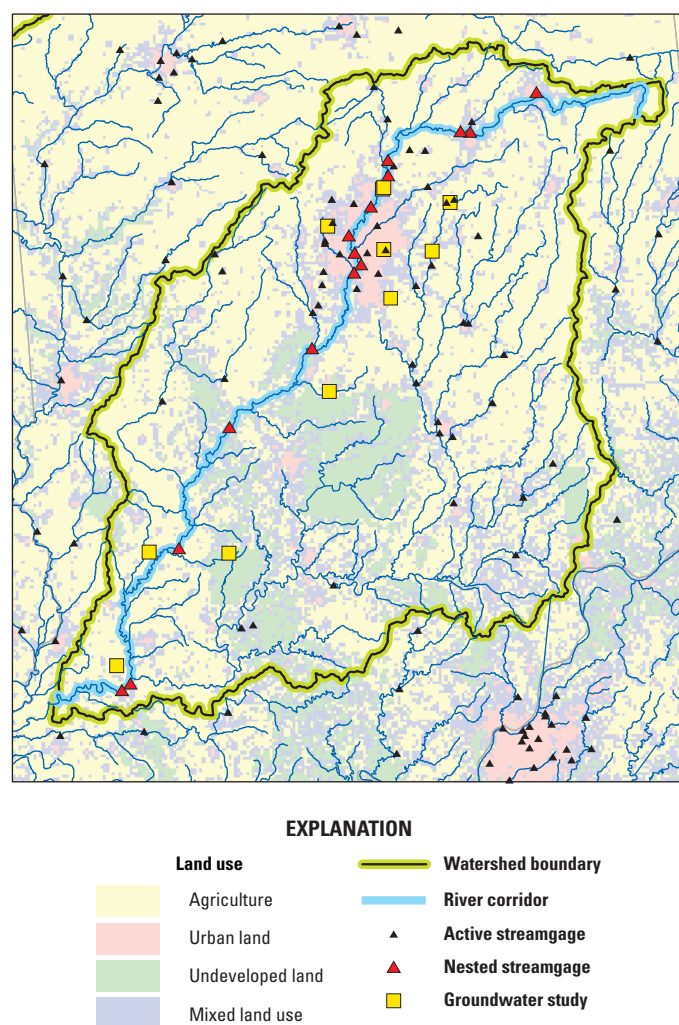 EXPLANATION
Land use
Agriculture
Urban land
Undeveloped land
Mixed land use
Watershed boundary
River corridor
Active streamgage
Nested streamgage
Groundwater study